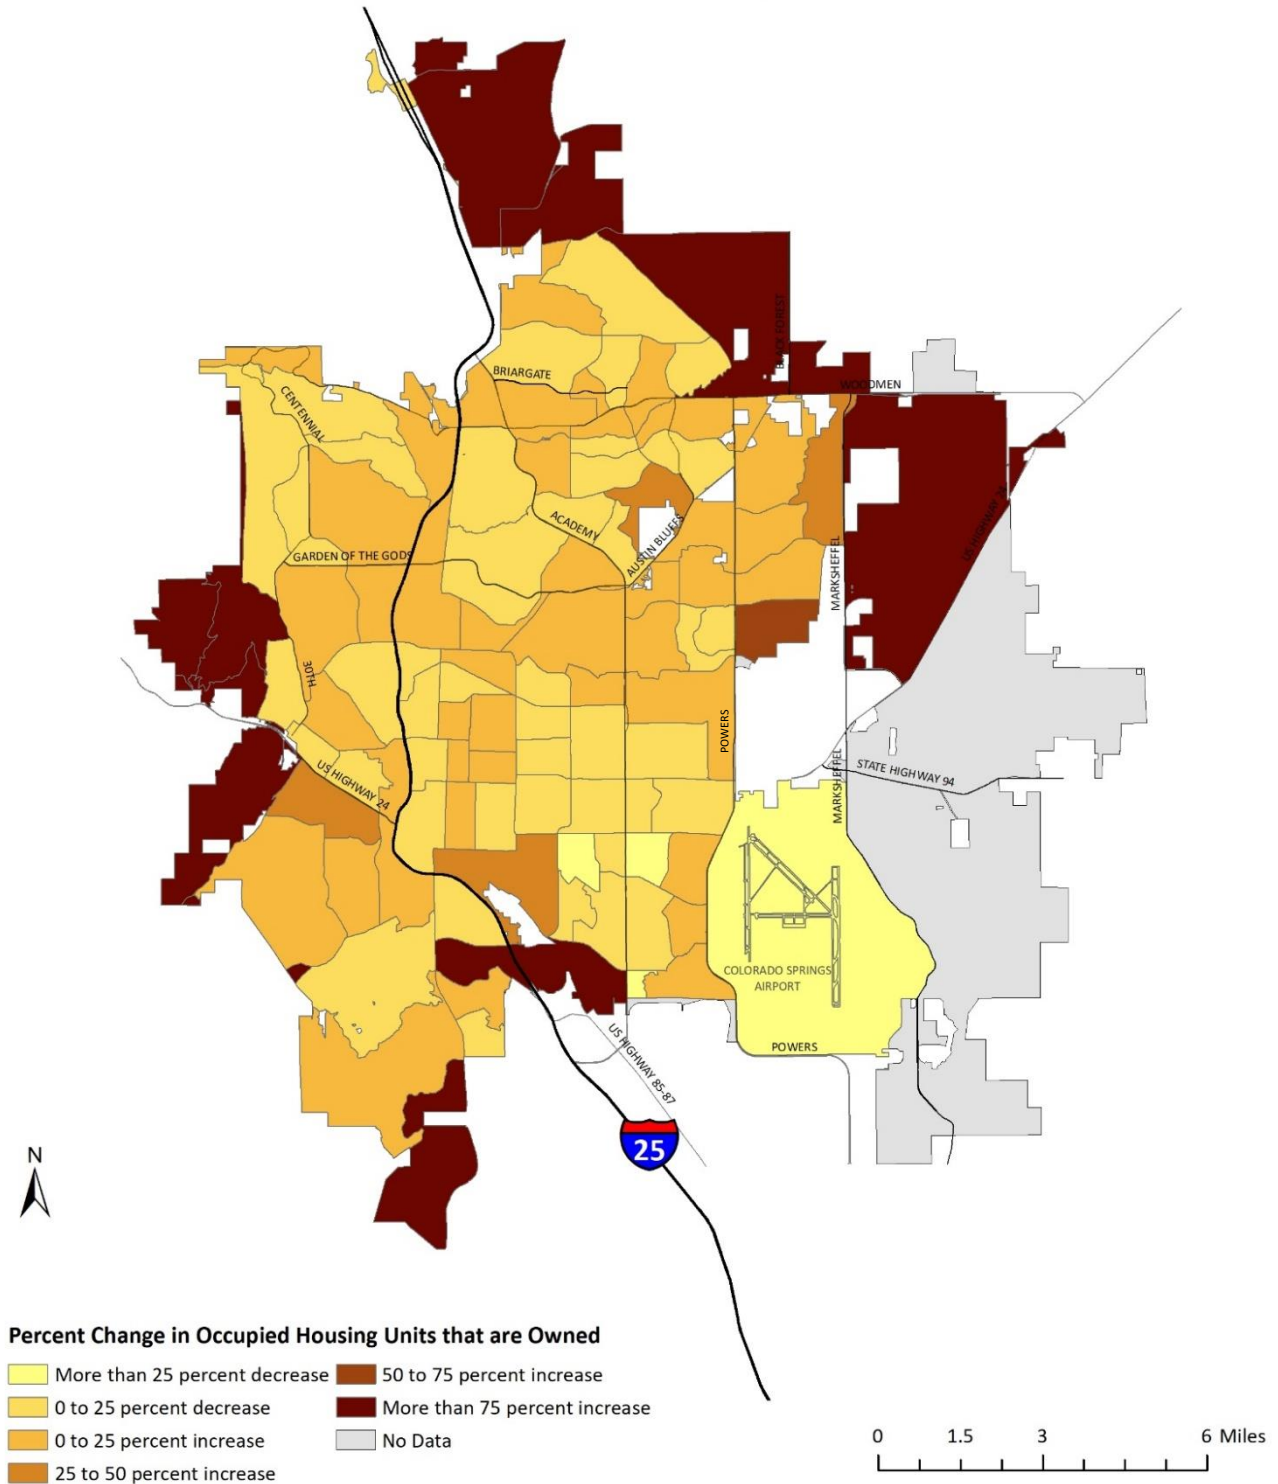 BLACK FOREST
BRIARGATE
WOODMEN
CENTENNIAL
ACADEMY
AUSTIN BLUFFS
GARDEN OF THE GODS
MARKSHEFFEL
US HIGHWAY 24
30TH
POWERS
US HIGHWAY 24
STATE HIGHWAY 94
MARKSHEFFEL
COLORADO SPRINGS
AIRPORT
POWERS
US HIGHWAY 85-87
25
N
Percent Change in Occupied Housing Units that are Owned
More than 25 percent decrease
0 to 25 percent decrease
0 to 25 percent increase
25 to 50 percent increase
50 to 75 percent increase
More than 75 percent increase
No Data
0 1.5 3 6 Miles